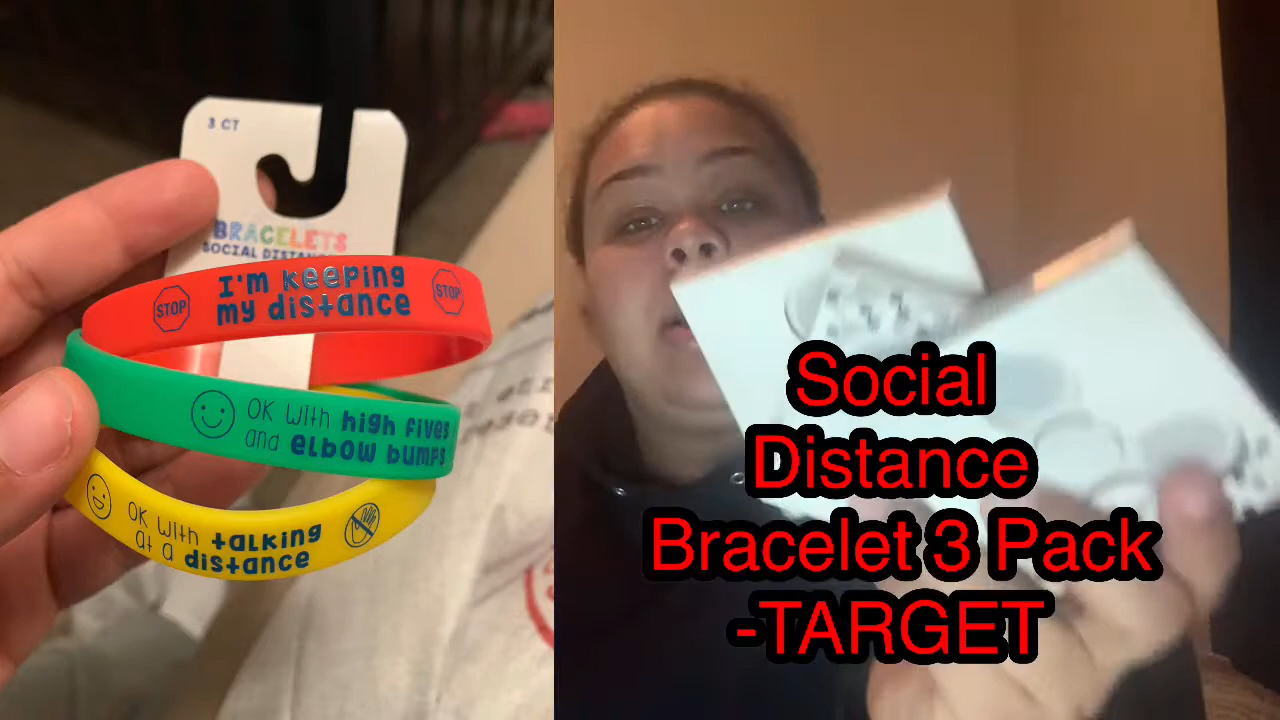 3 CT
BRACELETS
SOCIAL
STOP
I'm keeping
my distance
STOP
OK with high fives
and elbow bumps
OK with talking
at a distance
Social
Distance
Bracelet 3 Pack
-TARGET